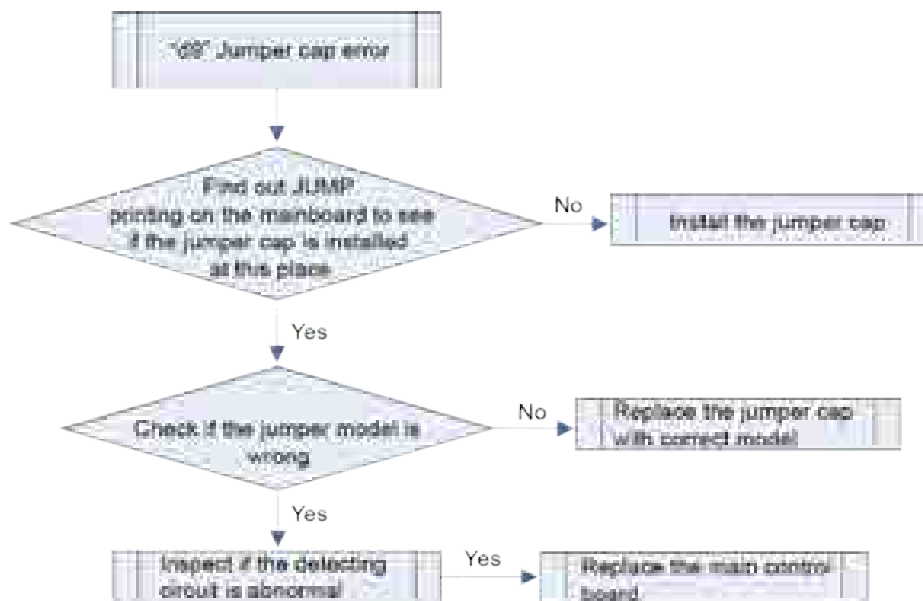 "d9" Jumper cap error
Find out JUMP
printing on the mainboard to see
if the jumper cap is installed
at this place
No
Install the jumper cap
Yes
Check if the jumper model is
wrong
No
Replace the jumper cap
with correct model
Yes
Inspect if the detecting
circuit is abnormal
Yes
Replace the main control
board